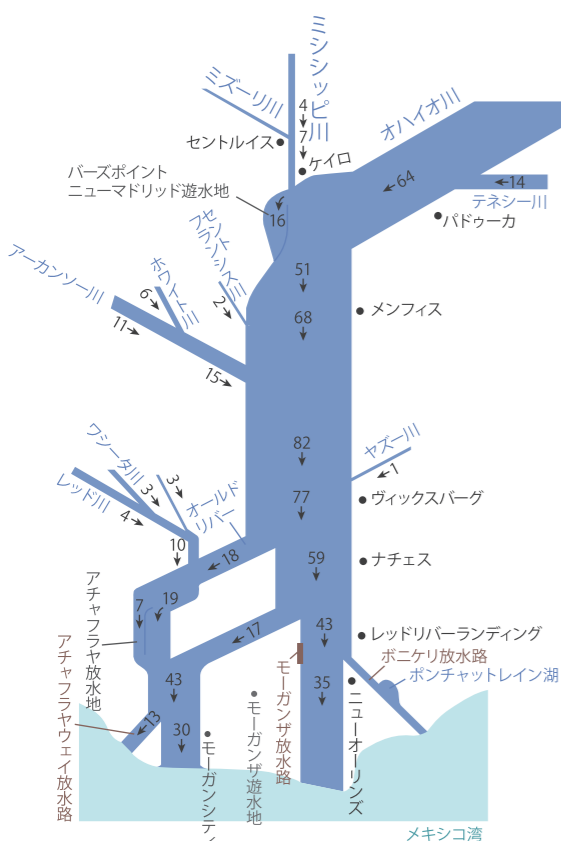 ミシシッピ川
ミズーリ川
4
7
セントルイス
ケイロ
オハイオ川
64
14
テネシー川
パドゥーカ
バーズポイント
ニューマドリッド遊水地
16
セントフランシス川
2
ホワイト川
6
アーカンソー川
11
15
51
68
メンフィス
82
ヤズー川
1
77
ヴィックスバーグ
ワシータ川
3
3
レッド川
4
オールド
リバー
10
18
59
ナチェス
アチャフラヤ放水地
7
19
17
43
レッドリバーランディング
ボニケリ放水路
ポンチャットレイン湖
アチャフラヤウェイ放水路
43
13
30
モーガンシティ
モーガンザ遊水地
モーガンザ放水路
35
ニューオーリンズ
メキシコ湾